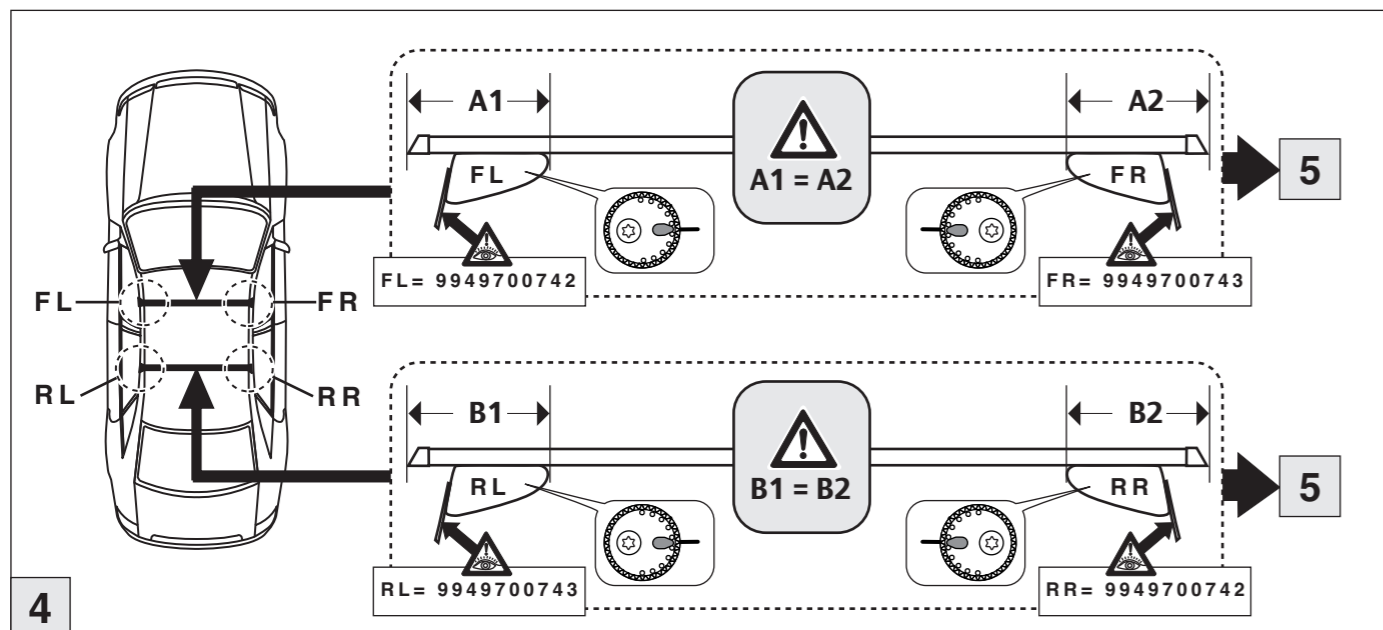 A1
A2
A1 = A2
FL
FR
5
FL= 9949700742
FR= 9949700743
FL
FR
RL
RR
B1
B2
B1 = B2
RL
RR
5
RL= 9949700743
RR= 9949700742
4